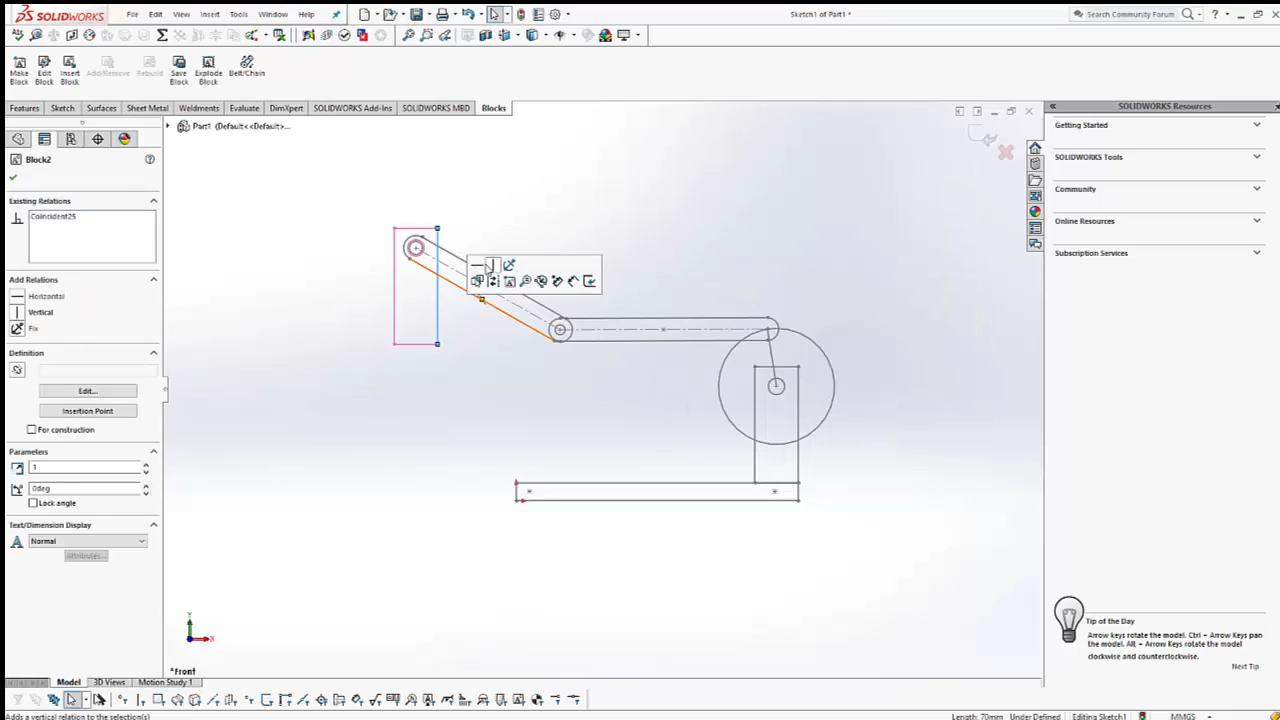 SOLIDWORKS File Edit View Insert Tools Window Help Sketch1 of Part1 * Search Community Forum
Make Block Edit Block Insert Block Add/Remove Rebuild Save Block Explode Block Belt/Chain
Features Sketch Surfaces Sheet Metal Weldments Evaluate DimXpert SOLIDWORKS Add-Ins SOLIDWORKS MBD Blocks
SOLIDWORKS Resources
Part1 (Default<<Default>...
Getting Started
SOLIDWORKS Tools
Community
Online Resources
Subscription Services
Block2
Existing Relations
Coincident25
Add Relations
Horizontal
Vertical
Fix
Definition
Edit...
Insertion Point
For construction
Parameters
1
0deg
Lock angle
Text/Dimension Display
Normal
Attributes...
Y
X
*Front
Tip of the Day
Arrow keys rotate the model. Ctrl + Arrow Keys pan
the model. Alt + Arrow Keys rotate the model
clockwise and counterclockwise.
Next Tip
Model 3D Views Motion Study 1
Adds a vertical relation to the selection(s) Length: 70mm Under Defined Editing Sketch1 MMGS